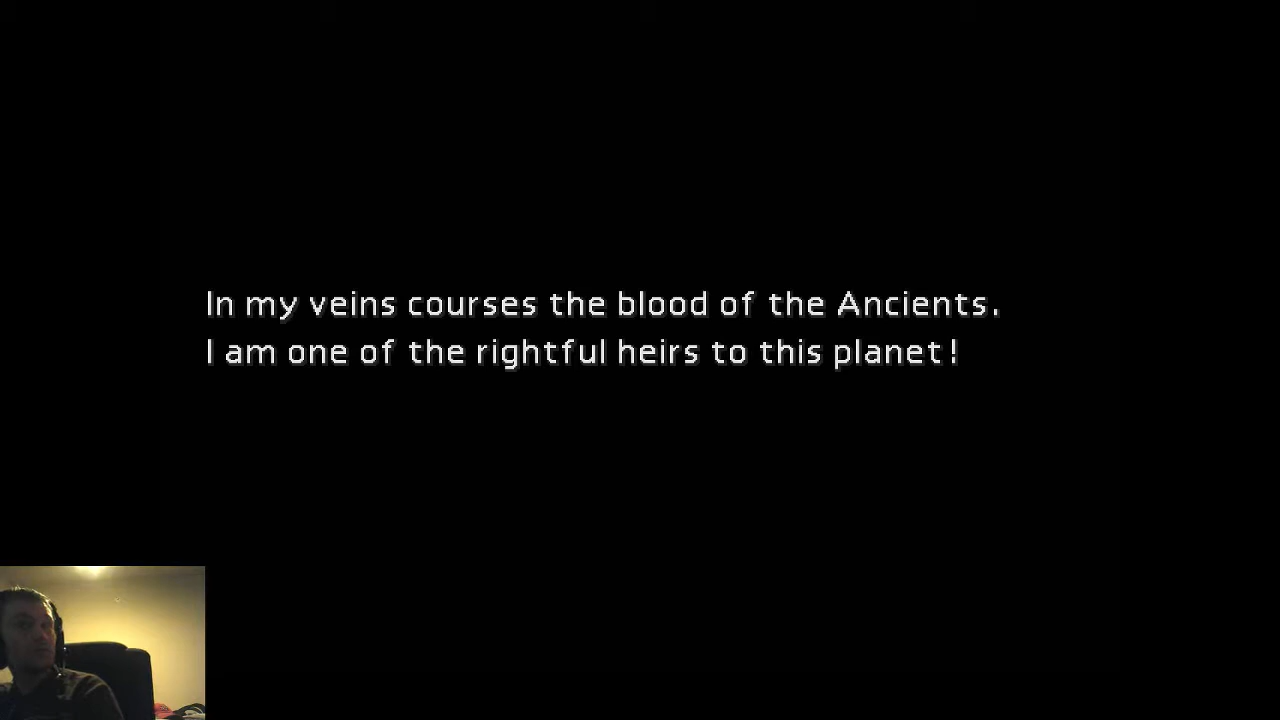 In my veins courses the blood of the Ancients.
I am one of the rightful heirs to this planet!